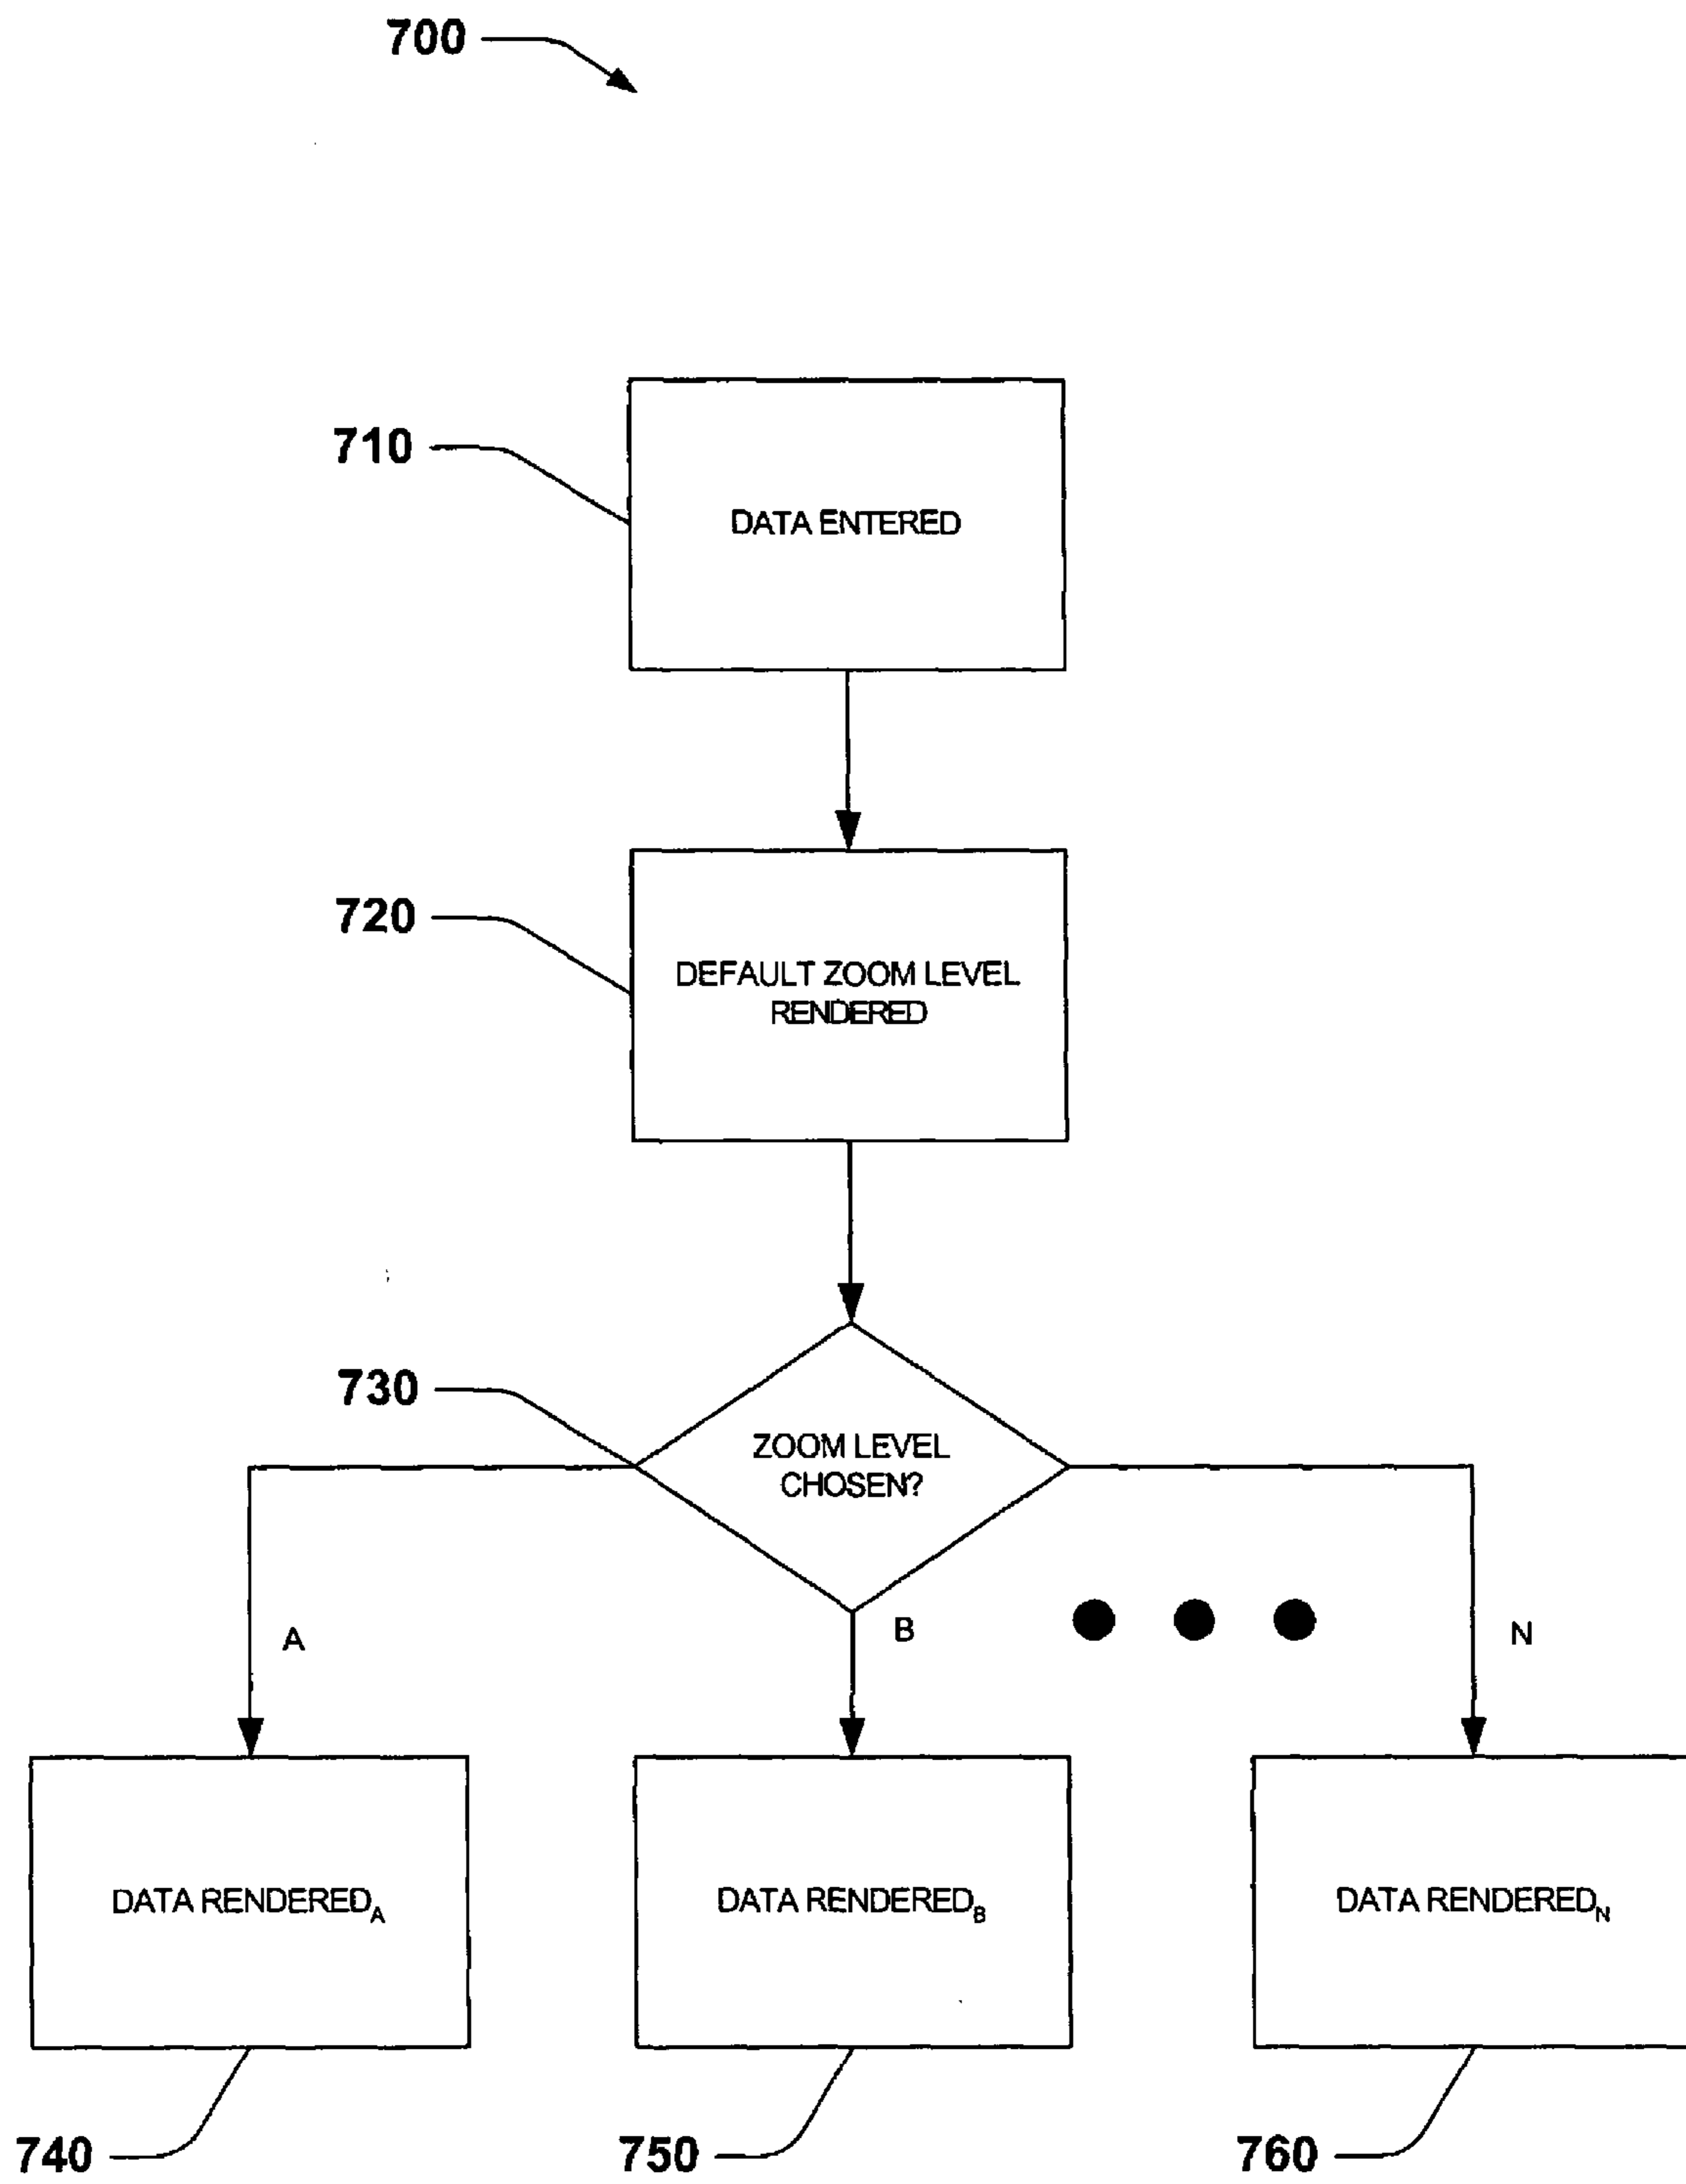 700
710
DATA ENTERED
720
DEFAULT ZOOM LEVEL
RENDERED
730
ZOOM LEVEL
CHOSEN?
A
B
N
DATA RENDERED_A
DATA RENDERED_B
DATA RENDERED_N
740
750
760